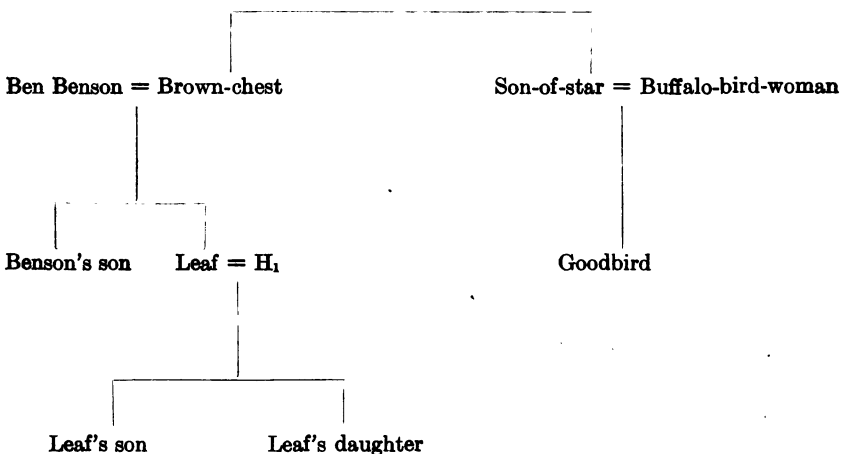 Ben Benson = Brown-chest Son-of-star = Buffalo-bird-woman
Benson's son Leaf = H₁ Goodbird
Leaf's son Leaf's daughter